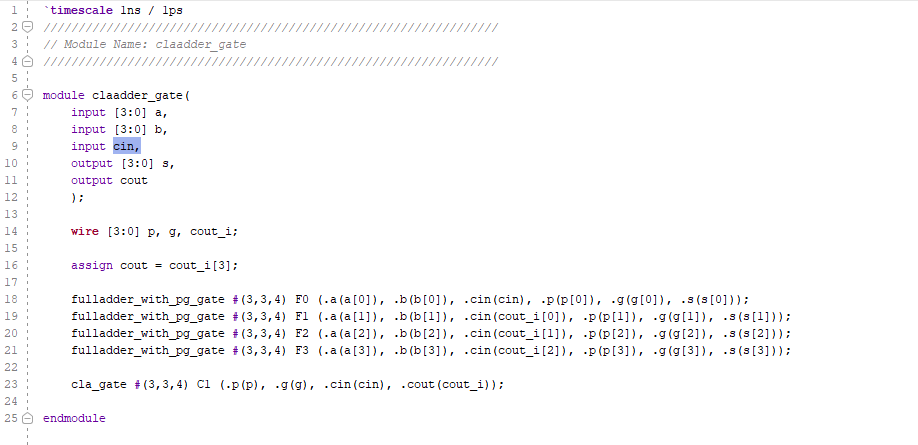 1 `timescale 1ns / 1ps
2 /////////////////////////////////////////////////////////////////
3 // Module Name: claadder_gate
4 /////////////////////////////////////////////////////////////////
5
6 module claadder_gate(
7 input [3:0] a,
8 input [3:0] b,
9 input cin,
10 output [3:0] s,
11 output cout
12 );
13
14 wire [3:0] p, g, cout_i;
15
16 assign cout = cout_i[3];
17
18 fulladder_with_pg_gate #(3,3,4) F0 (.a(a[0]), .b(b[0]), .cin(cin), .p(p[0]), .g(g[0]), .s(s[0]));
19 fulladder_with_pg_gate #(3,3,4) F1 (.a(a[1]), .b(b[1]), .cin(cout_i[0]), .p(p[1]), .g(g[1]), .s(s[1]));
20 fulladder_with_pg_gate #(3,3,4) F2 (.a(a[2]), .b(b[2]), .cin(cout_i[1]), .p(p[2]), .g(g[2]), .s(s[2]));
21 fulladder_with_pg_gate #(3,3,4) F3 (.a(a[3]), .b(b[3]), .cin(cout_i[2]), .p(p[3]), .g(g[3]), .s(s[3]));
22
23 cla_gate #(3,3,4) C1 (.p(p), .g(g), .cin(cin), .cout(cout_i));
24
25 endmodule